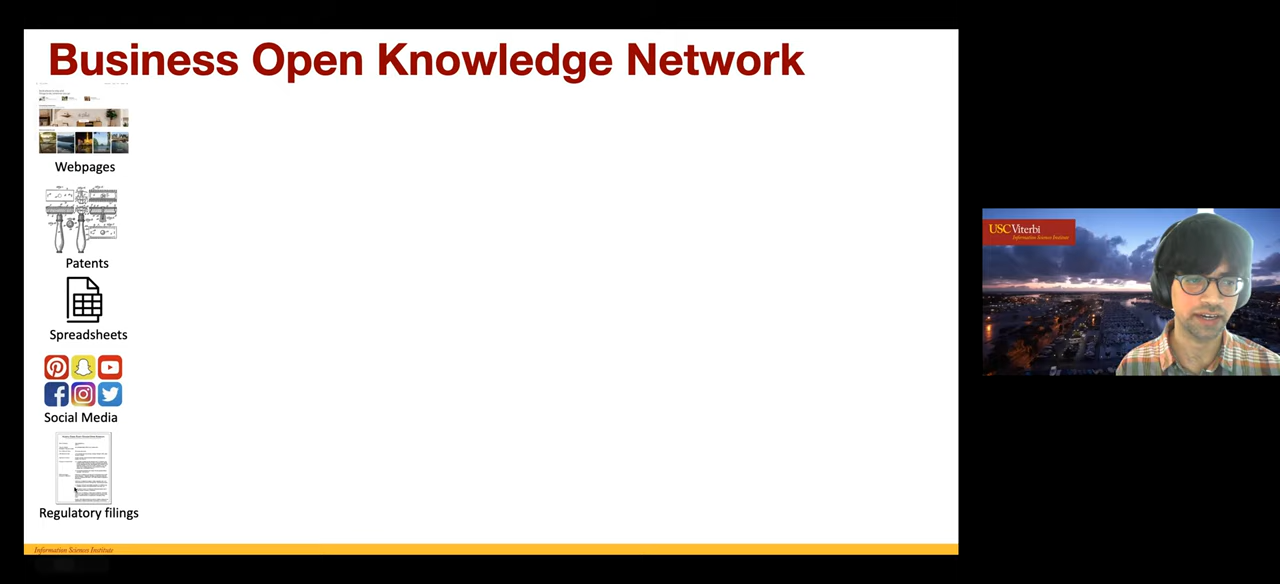 Business Open Knowledge Network
Webpages
Patents
Spreadsheets
Social Media
Regulatory filings
Information Sciences Institute
USC Viterbi
Information Sciences Institute